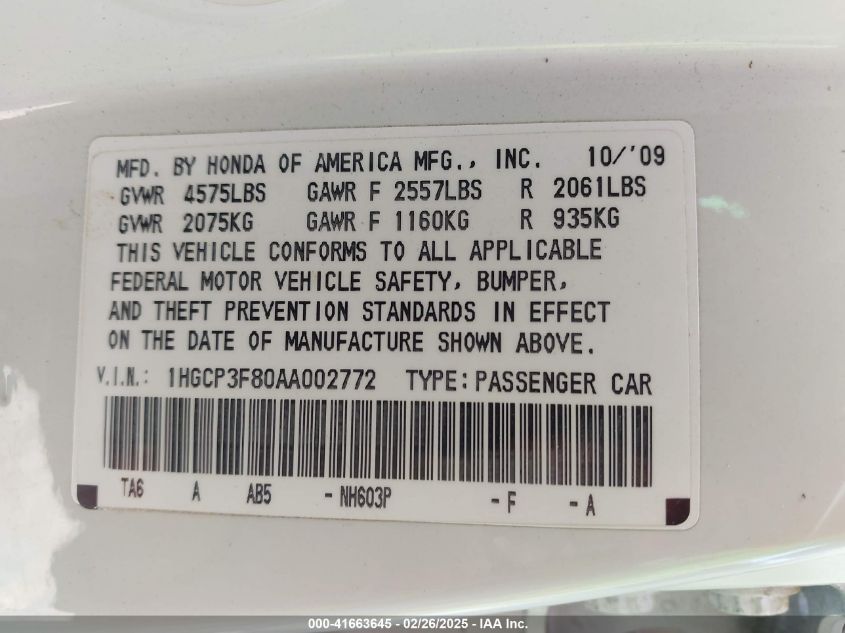 MFD. BY HONDA OF AMERICA MFG., INC. 10/'09
GVWR 4575LBS GAWR F 2557LBS R 2061LBS
GVWR 2075KG GAWR F 1160KG R 935KG
THIS VEHICLE CONFORMS TO ALL APPLICABLE
FEDERAL MOTOR VEHICLE SAFETY, BUMPER,
AND THEFT PREVENTION STANDARDS IN EFFECT
ON THE DATE OF MANUFACTURE SHOWN ABOVE.
V.I.N.: 1HGCP3F80AA002772 TYPE: PASSENGER CAR
TA6 A AB5 - NH603P - F - A
000-41663645 - 02/26/2025 - IAAI.COM